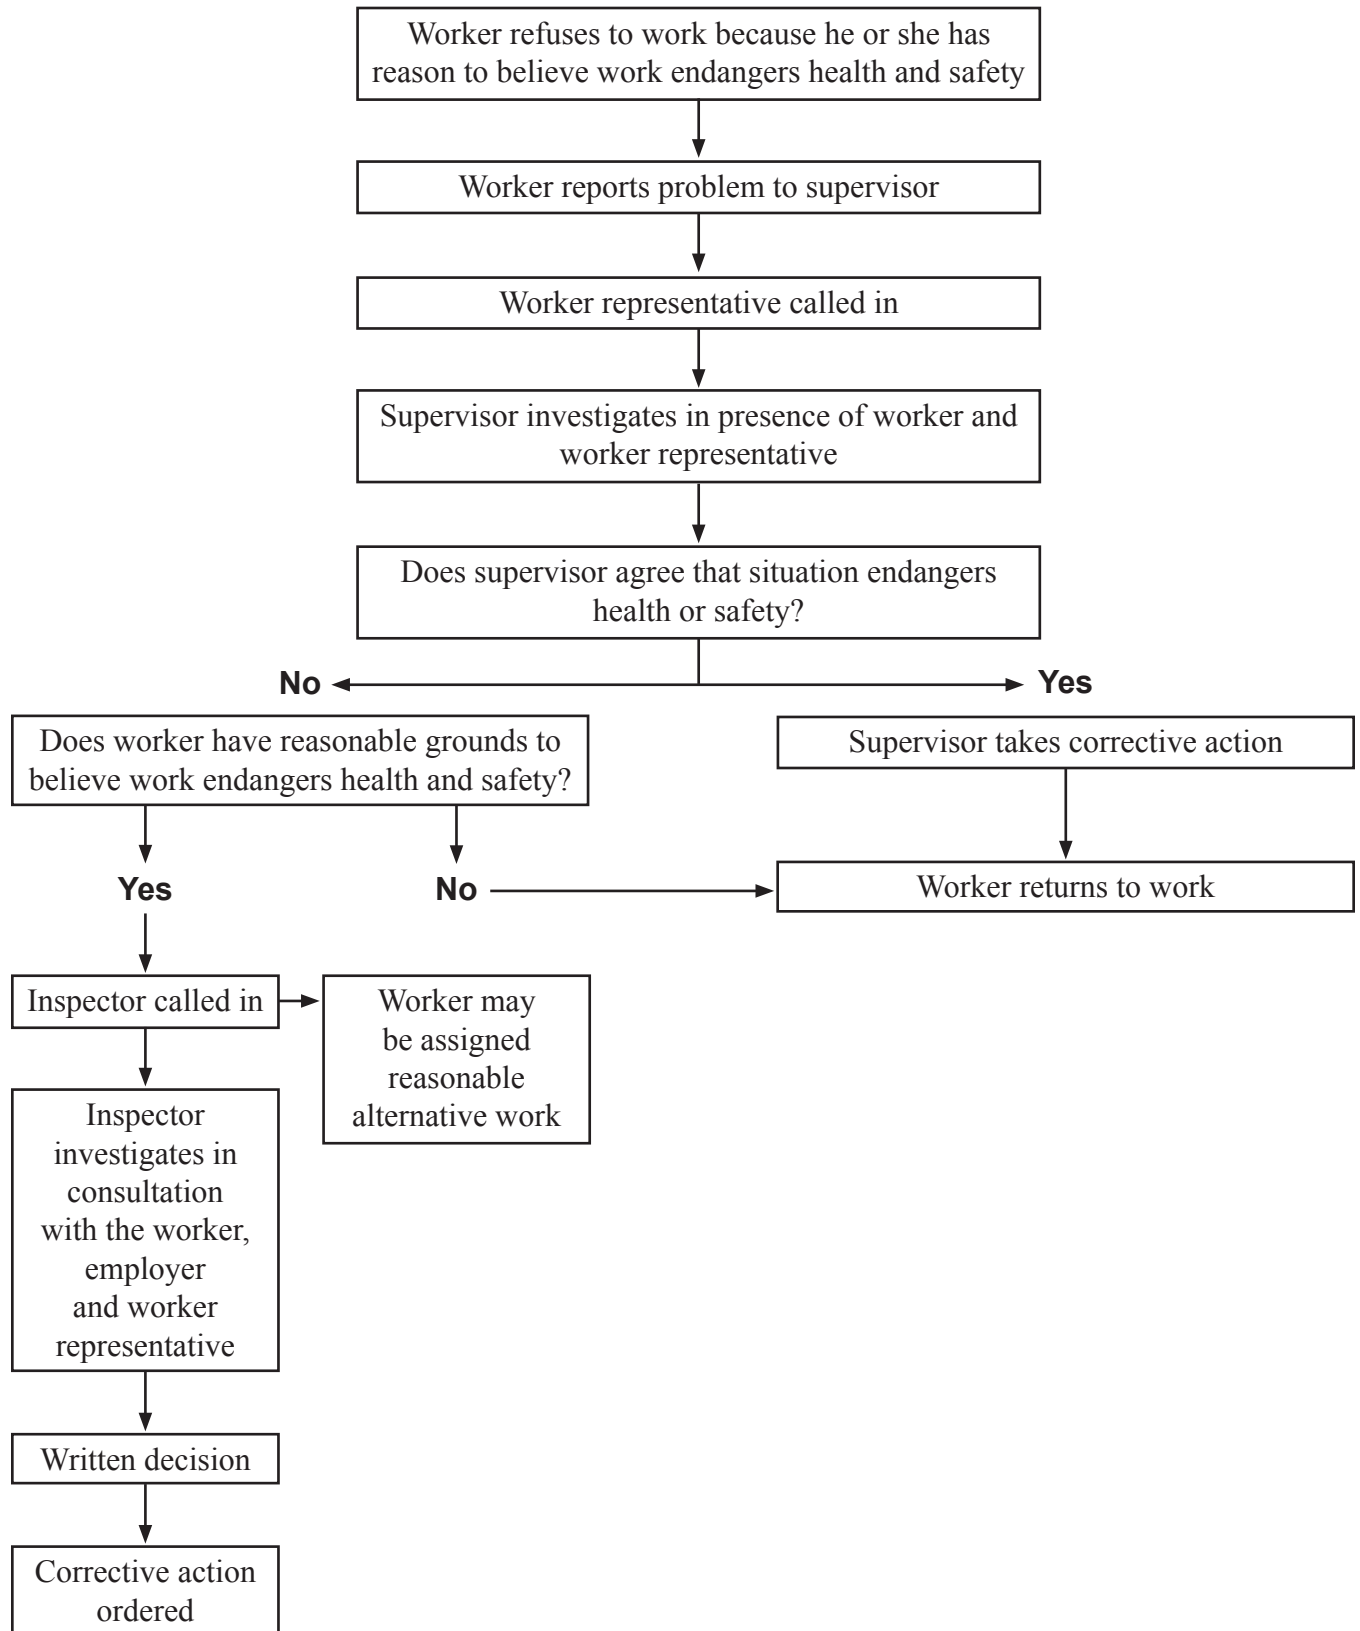 Worker refuses to work because he or she has
reason to believe work endangers health and safety
Worker reports problem to supervisor
Worker representative called in
Supervisor investigates in presence of worker and
worker representative
Does supervisor agree that situation endangers
health or safety?
No
Yes
Does worker have reasonable grounds to
believe work endangers health and safety?
Supervisor takes corrective action
Yes
No
Worker returns to work
Inspector called in
Worker may
be assigned
reasonable
alternative work
Inspector
investigates in
consultation
with the worker,
employer
and worker
representative
Written decision
Corrective action
ordered